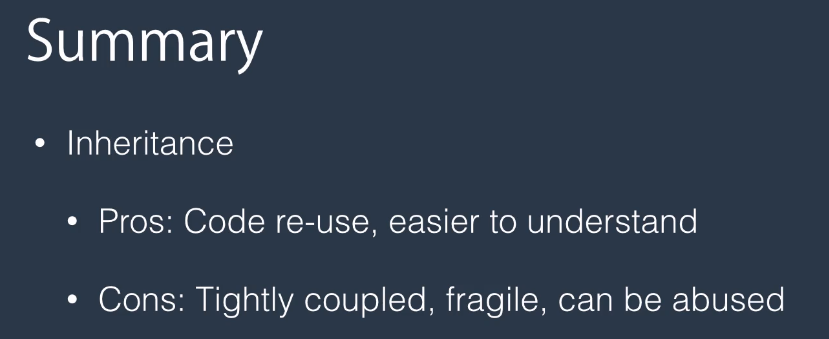 Summary
• Inheritance
• Pros: Code re-use, easier to understand
• Cons: Tightly coupled, fragile, can be abused